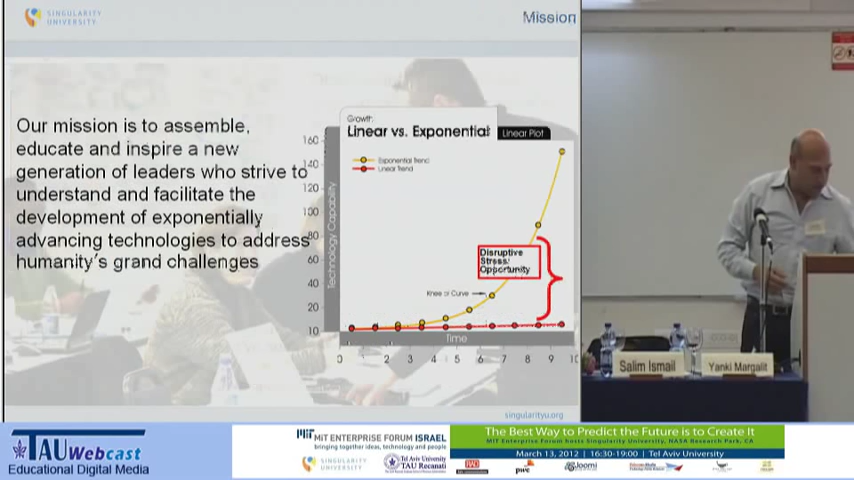 SINGULARITY
UNIVERSITY
Mission
Our mission is to assemble,
educate and inspire a new
generation of leaders who strive to
understand and facilitate the
development of exponentially
advancing technologies to address
humanity's grand challenges
Growth:
Linear vs. Exponential:
Linear Plot
Exponential Trend
Linear Trend
Technology Capability
160
140
120
100
80
60
40
20
10
Disruptive
Stress:
Opportunity
Knee of Curve
Time
0 2 3 4 5 6 7 8 9 10
singularityu.org
Salim Ismail
Yanki Margalit
TAU Webcast
Educational Digital Media
MIT ENTERPRISE FORUM ISRAEL
bringing together ideas, technology and people
SINGULARITY
UNIVERSITY
Tel Aviv University
TAU Recanati
The Best Way to Predict the Future is to Create It
MIT Enterprise Forum hosts Singularity University, NASA Research Park, CA
March 13, 2012 | 16:30-19:00 | Tel Aviv University
RAD
pwc
Joomi